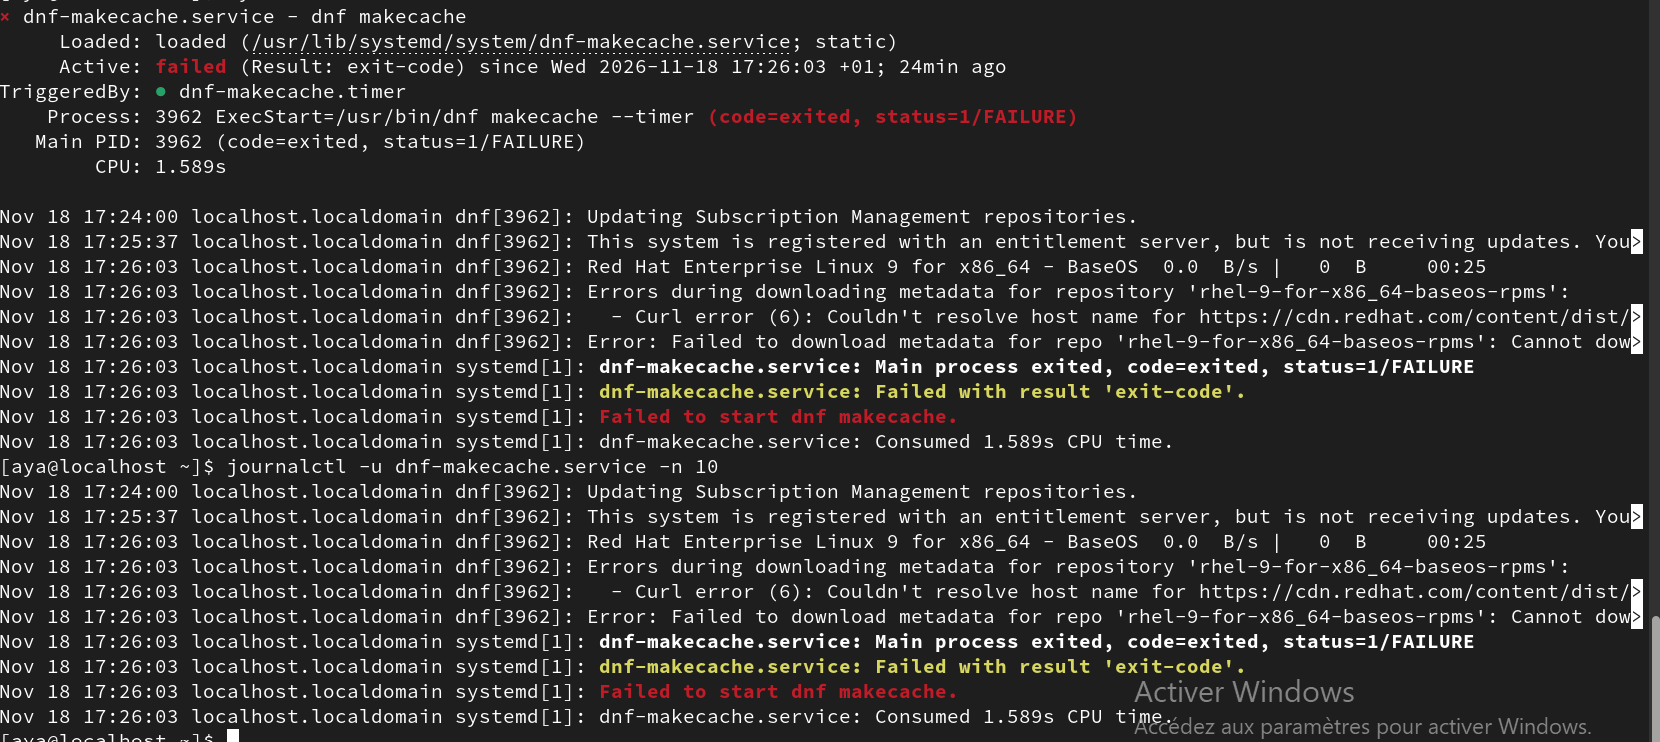 × dnf-makecache.service - dnf makecache
     Loaded: loaded (/usr/lib/systemd/system/dnf-makecache.service; static)
     Active: failed (Result: exit-code) since Wed 2026-11-18 17:26:03 +01; 24min ago
TriggeredBy: ● dnf-makecache.timer
    Process: 3962 ExecStart=/usr/bin/dnf makecache --timer (code=exited, status=1/FAILURE)
   Main PID: 3962 (code=exited, status=1/FAILURE)
        CPU: 1.589s

Nov 18 17:24:00 localhost.localdomain dnf[3962]: Updating Subscription Management repositories.
Nov 18 17:25:37 localhost.localdomain dnf[3962]: This system is registered with an entitlement server, but is not receiving updates. You>
Nov 18 17:26:03 localhost.localdomain dnf[3962]: Red Hat Enterprise Linux 9 for x86_64 - BaseOS  0.0  B/s |   0  B     00:25
Nov 18 17:26:03 localhost.localdomain dnf[3962]: Errors during downloading metadata for repository 'rhel-9-for-x86_64-baseos-rpms':
Nov 18 17:26:03 localhost.localdomain dnf[3962]:   - Curl error (6): Couldn't resolve host name for https://cdn.redhat.com/content/dist/>
Nov 18 17:26:03 localhost.localdomain dnf[3962]: Error: Failed to download metadata for repo 'rhel-9-for-x86_64-baseos-rpms': Cannot dow>
Nov 18 17:26:03 localhost.localdomain systemd[1]: dnf-makecache.service: Main process exited, code=exited, status=1/FAILURE
Nov 18 17:26:03 localhost.localdomain systemd[1]: dnf-makecache.service: Failed with result 'exit-code'.
Nov 18 17:26:03 localhost.localdomain systemd[1]: Failed to start dnf makecache.
Nov 18 17:26:03 localhost.localdomain systemd[1]: dnf-makecache.service: Consumed 1.589s CPU time.
[aya@localhost ~]$ journalctl -u dnf-makecache.service -n 10
Nov 18 17:24:00 localhost.localdomain dnf[3962]: Updating Subscription Management repositories.
Nov 18 17:25:37 localhost.localdomain dnf[3962]: This system is registered with an entitlement server, but is not receiving updates. You>
Nov 18 17:26:03 localhost.localdomain dnf[3962]: Red Hat Enterprise Linux 9 for x86_64 - BaseOS  0.0  B/s |   0  B     00:25
Nov 18 17:26:03 localhost.localdomain dnf[3962]: Errors during downloading metadata for repository 'rhel-9-for-x86_64-baseos-rpms':
Nov 18 17:26:03 localhost.localdomain dnf[3962]:   - Curl error (6): Couldn't resolve host name for https://cdn.redhat.com/content/dist/>
Nov 18 17:26:03 localhost.localdomain dnf[3962]: Error: Failed to download metadata for repo 'rhel-9-for-x86_64-baseos-rpms': Cannot dow>
Nov 18 17:26:03 localhost.localdomain systemd[1]: dnf-makecache.service: Main process exited, code=exited, status=1/FAILURE
Nov 18 17:26:03 localhost.localdomain systemd[1]: dnf-makecache.service: Failed with result 'exit-code'.
Nov 18 17:26:03 localhost.localdomain systemd[1]: Failed to start dnf makecache.
Nov 18 17:26:03 localhost.localdomain systemd[1]: dnf-makecache.service: Consumed 1.589s CPU time.
[aya@localhost ~]$
Activer Windows
Accédez aux paramètres pour activer Windows.